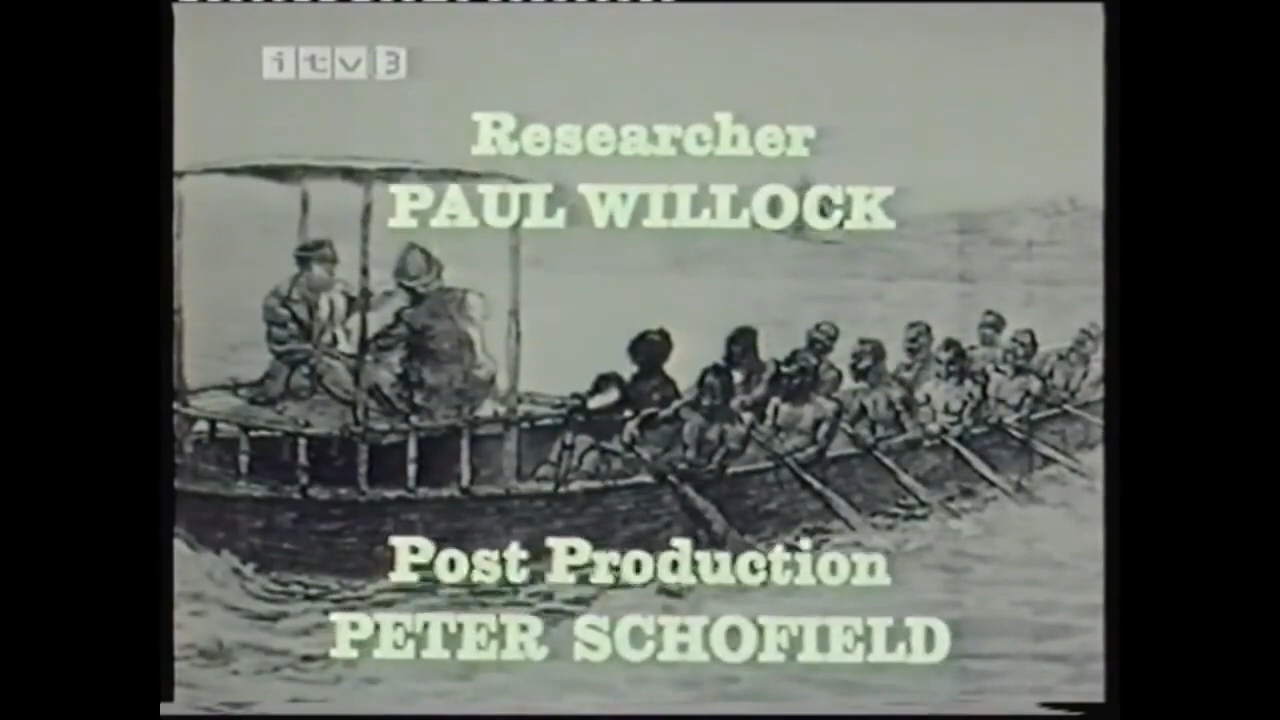 itv3
Researcher
PAUL WILLOCK
Post Production
PETER SCHOFIELD